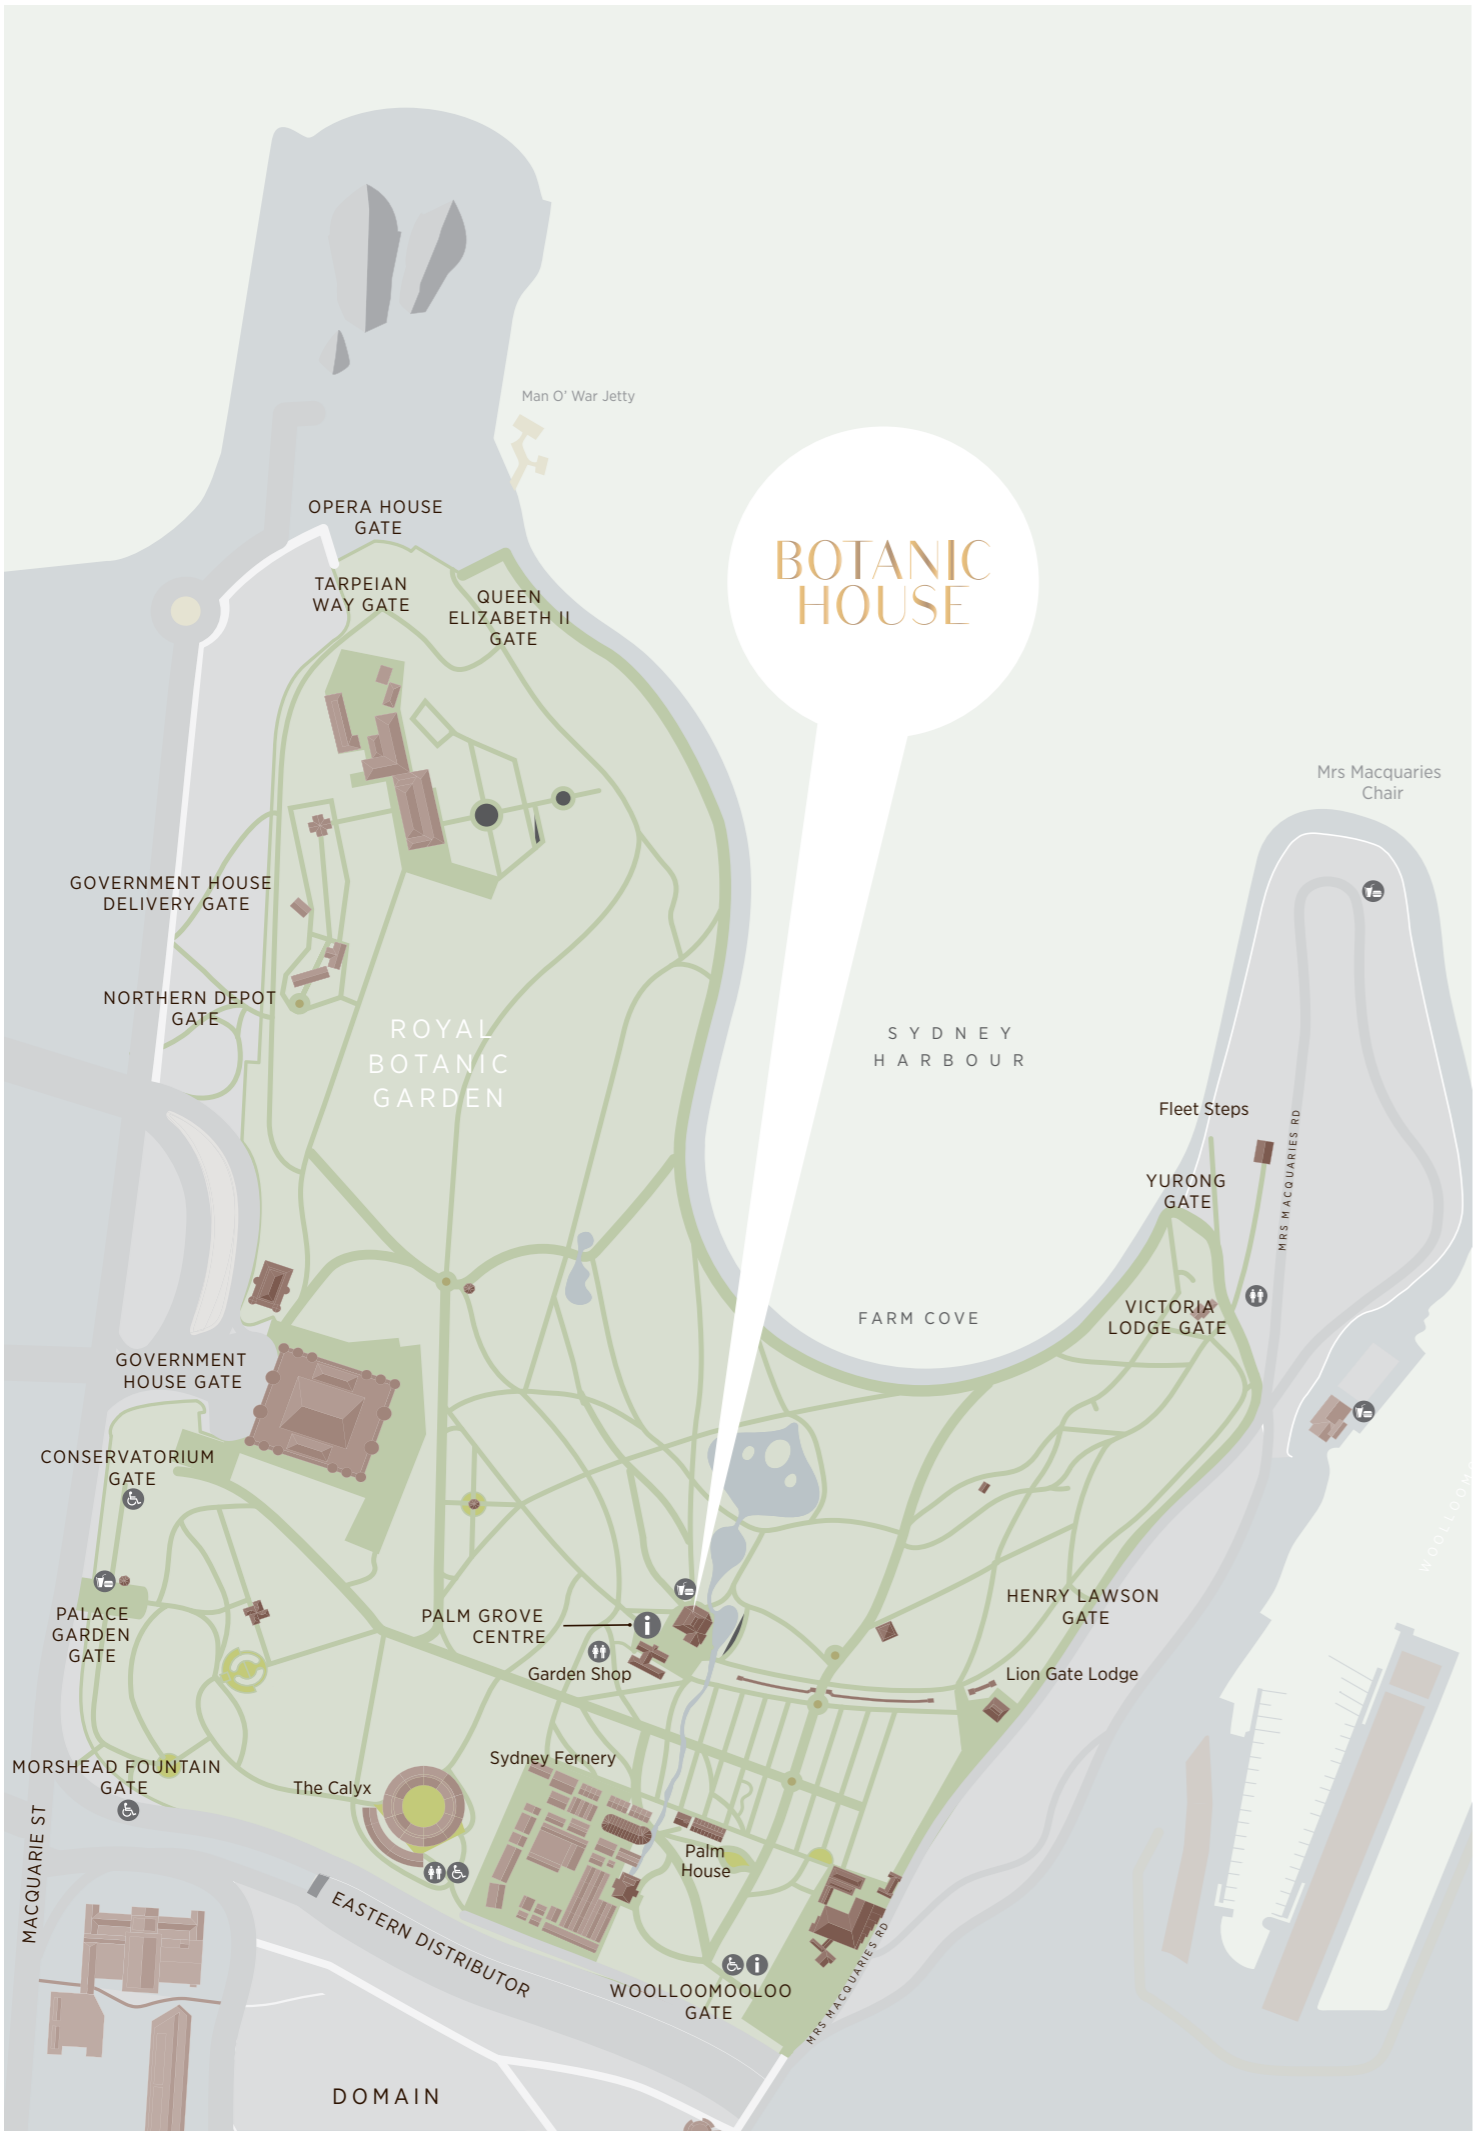 Man O' War Jetty
OPERA HOUSE
GATE
BOTANIC
HOUSE
TARPEIAN
WAY GATE
QUEEN
ELIZABETH II
GATE
Mrs Macquaries
Chair
GOVERNMENT HOUSE
DELIVERY GATE
NORTHERN DEPOT
GATE
ROYAL
BOTANIC
GARDEN
SYDNEY
HARBOUR
Fleet Steps
MRS MACQUARIES RD
YURONG
GATE
FARM COVE
VICTORIA
LODGE GATE
GOVERNMENT
HOUSE GATE
CONSERVATORIUM
GATE
PALACE
GARDEN
GATE
PALM GROVE
CENTRE
Garden Shop
HENRY LAWSON
GATE
Lion Gate Lodge
MORSHEAD FOUNTAIN
GATE
The Calyx
Sydney Fernery
Palm
House
MACQUARIE ST
EASTERN DISTRIBUTOR
WOOLLOOMOOLOO
GATE
MRS MACQUARIES RD
DOMAIN